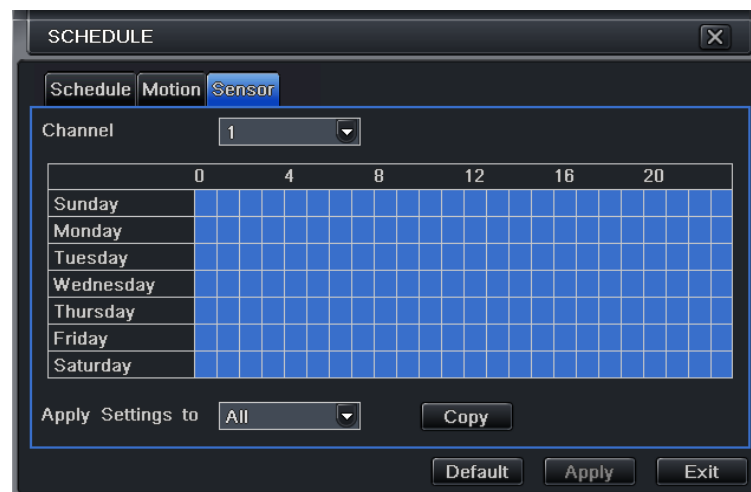 SCHEDULE
Schedule Motion Sensor
Channel 1
0 4 8 12 16 20
Sunday
Monday
Tuesday
Wednesday
Thursday
Friday
Saturday
Apply Settings to All Copy
Default Apply Exit